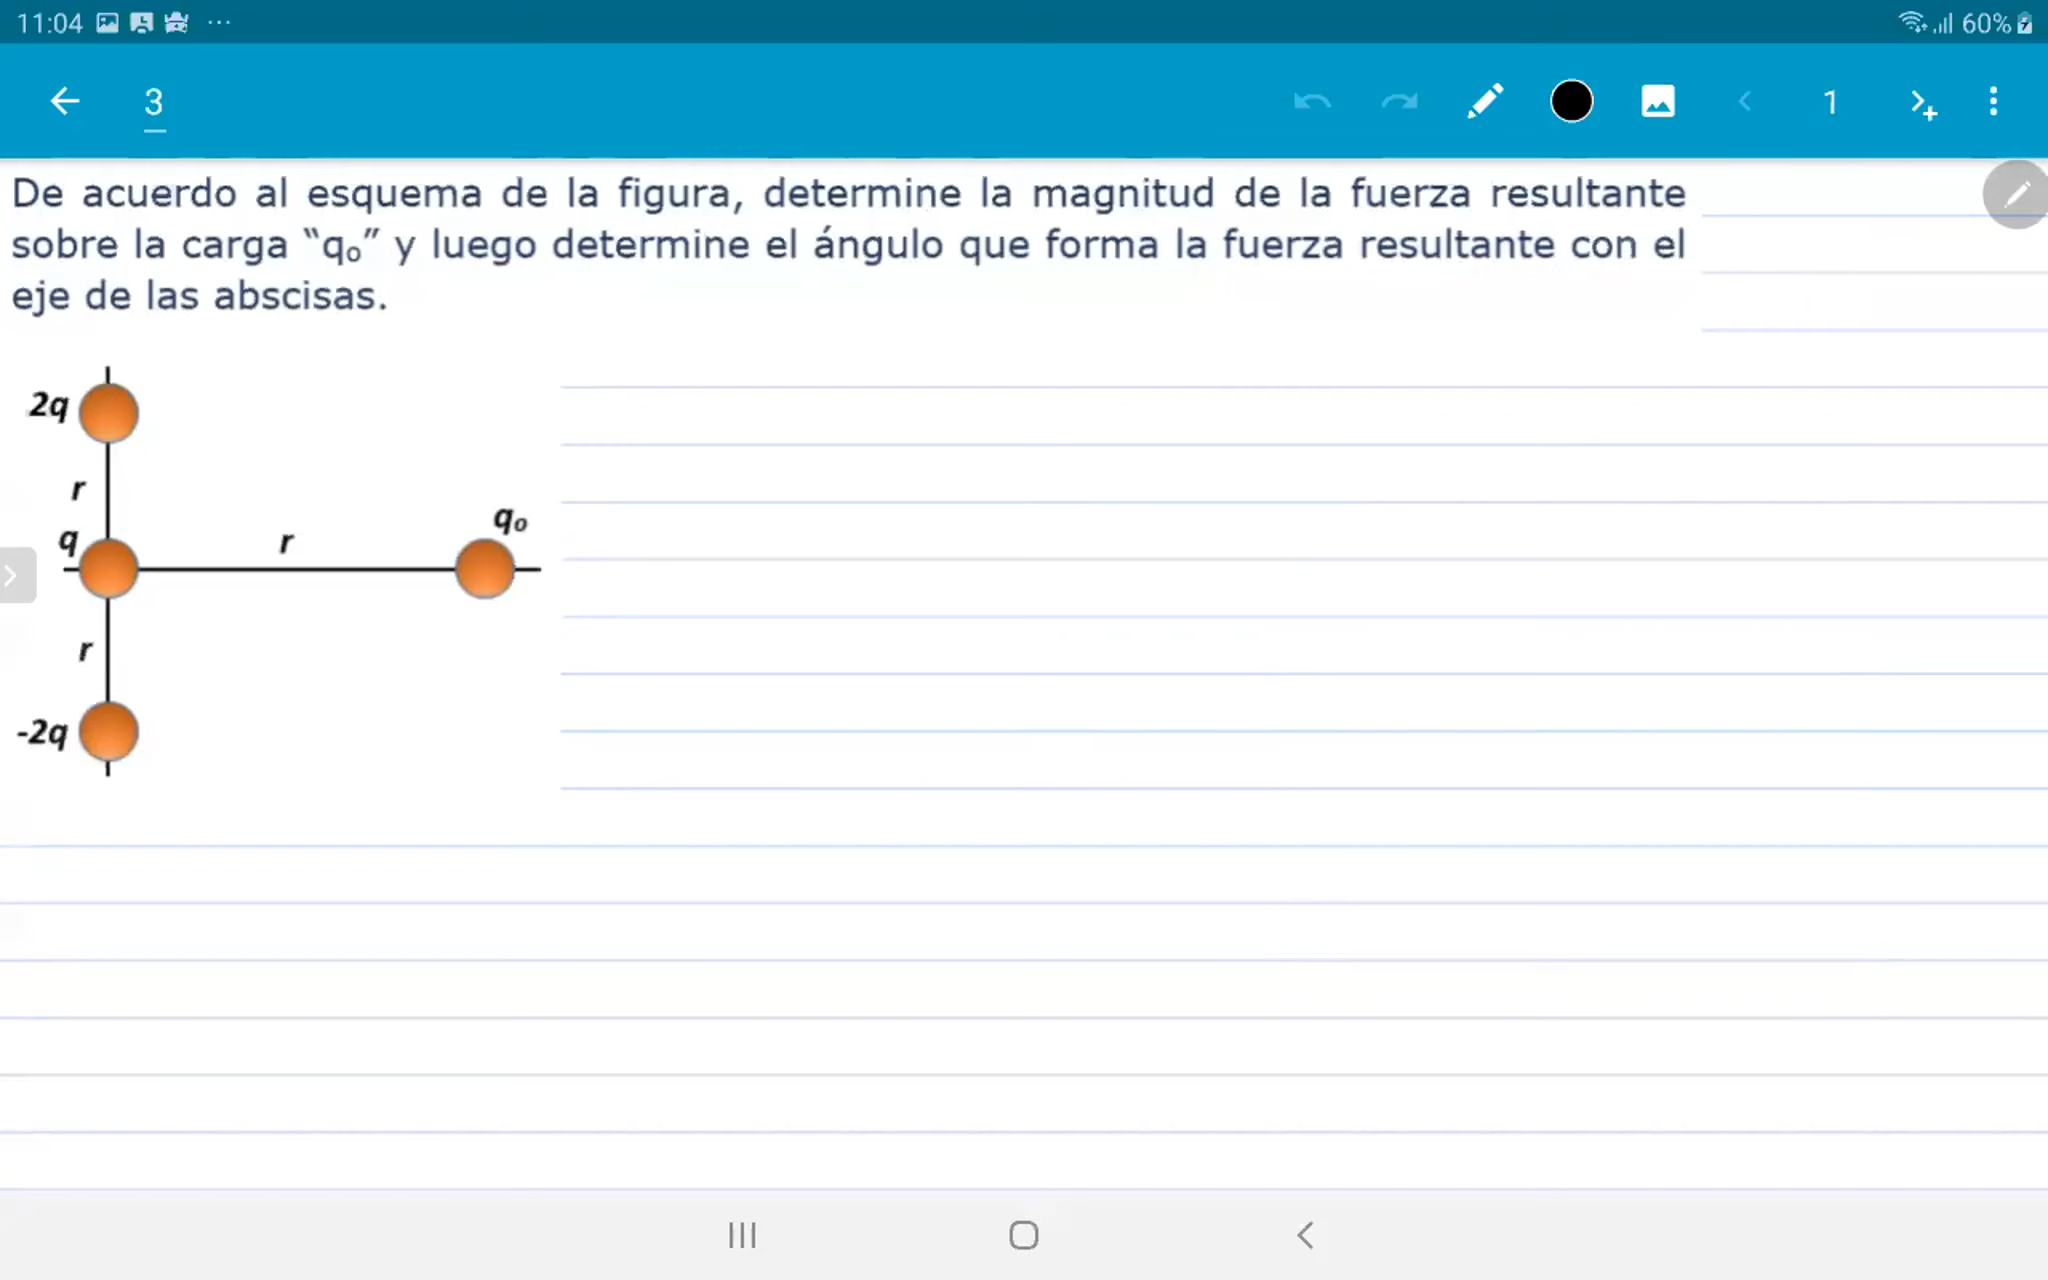 11:04 ... 60%
3 1
De acuerdo al esquema de la figura, determine la magnitud de la fuerza resultante
sobre la carga “qₒ” y luego determine el ángulo que forma la fuerza resultante con el
eje de las abscisas.
2q
r
qₒ
q r
r
-2q